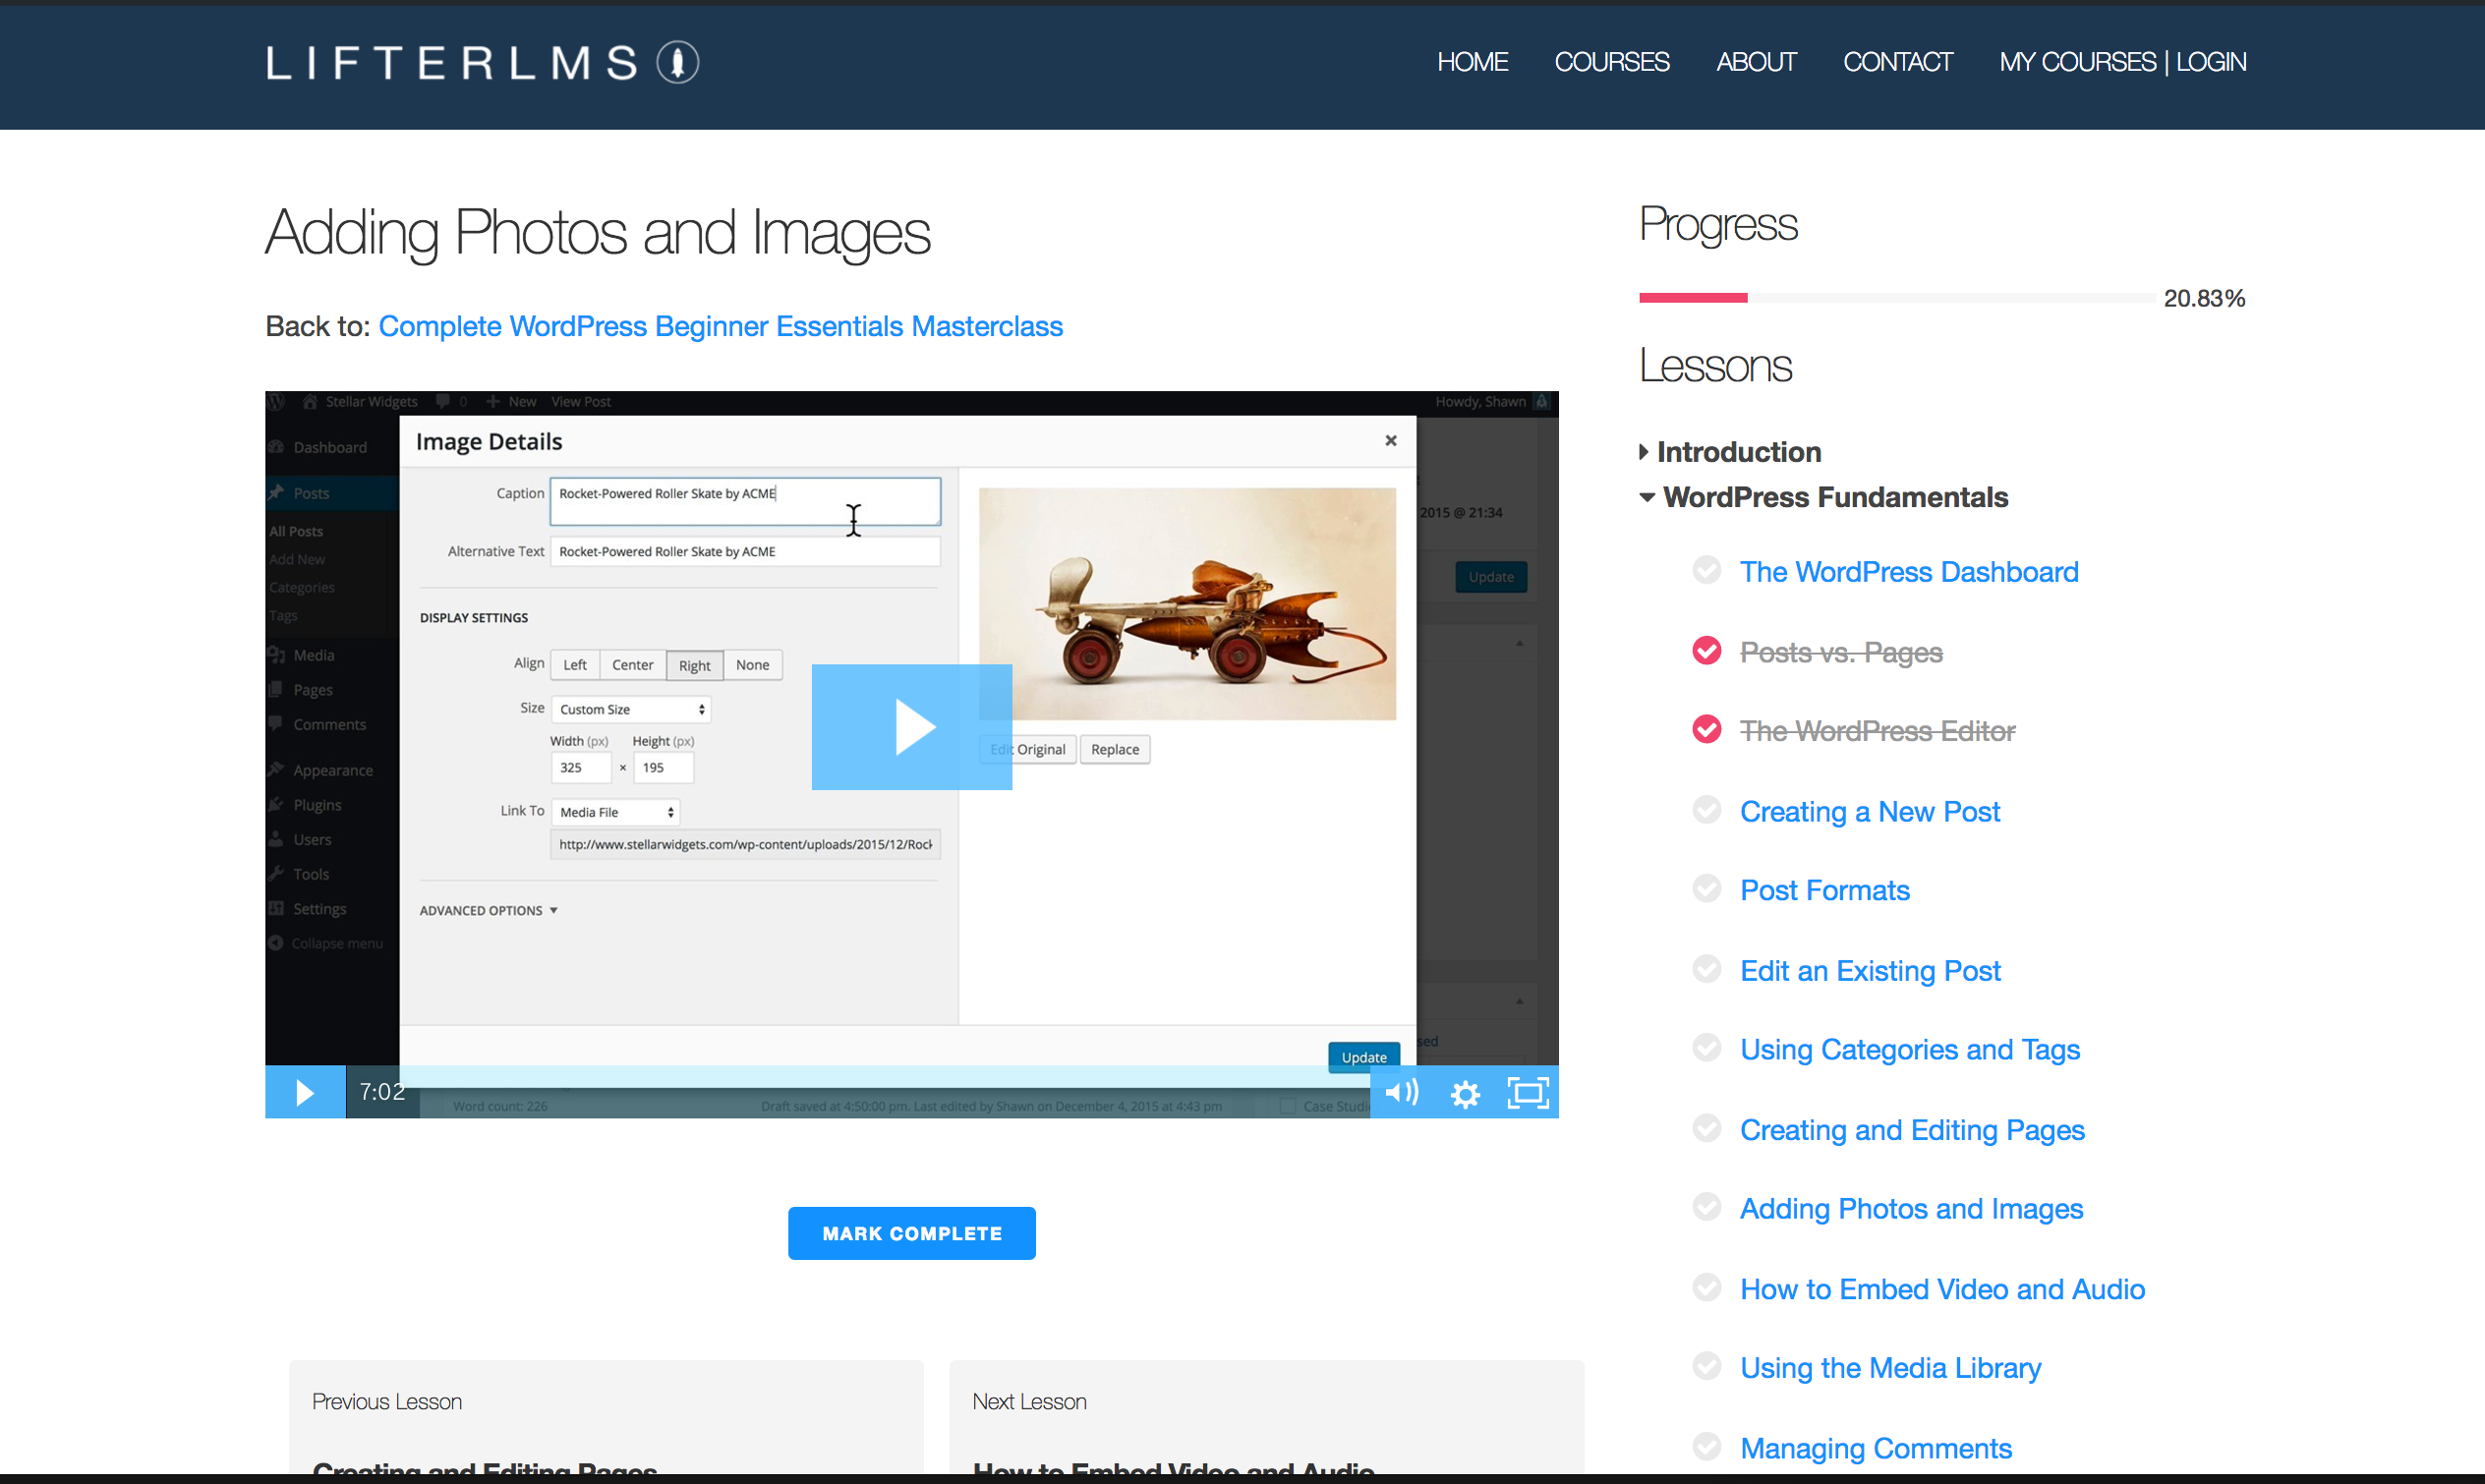 LIFTERLMS
HOME COURSES ABOUT CONTACT MY COURSES | LOGIN
Adding Photos and Images
Back to: Complete WordPress Beginner Essentials Masterclass
Stellar Widgets 0 New View Post Howdy, Shawn
Dashboard
Posts
All Posts
Add New
Categories
Tags
Media
Pages
Comments
Appearance
Plugins
Users
Tools
Settings
Collapse menu
Image Details ×
Caption Rocket-Powered Roller Skate by ACME
Alternative Text Rocket-Powered Roller Skate by ACME
DISPLAY SETTINGS
Align Left Center Right None
Size Custom Size
Width (px) Height (px)
325 × 195
Link To Media File
http://www.stellarwidgets.com/wp-content/uploads/2015/12/Rock
ADVANCED OPTIONS
Edit Original Replace
2015 @ 21:34
Update
Update
7:02
Word count: 226 Draft saved at 4:50:00 pm. Last edited by Shawn on December 4, 2015 at 4:43 pm
MARK COMPLETE
Previous Lesson
Creating and Editing Pages
Next Lesson
How to Embed Video and Audio
Progress
20.83%
Lessons
Introduction
WordPress Fundamentals
The WordPress Dashboard
Posts vs. Pages
The WordPress Editor
Creating a New Post
Post Formats
Edit an Existing Post
Using Categories and Tags
Creating and Editing Pages
Adding Photos and Images
How to Embed Video and Audio
Using the Media Library
Managing Comments